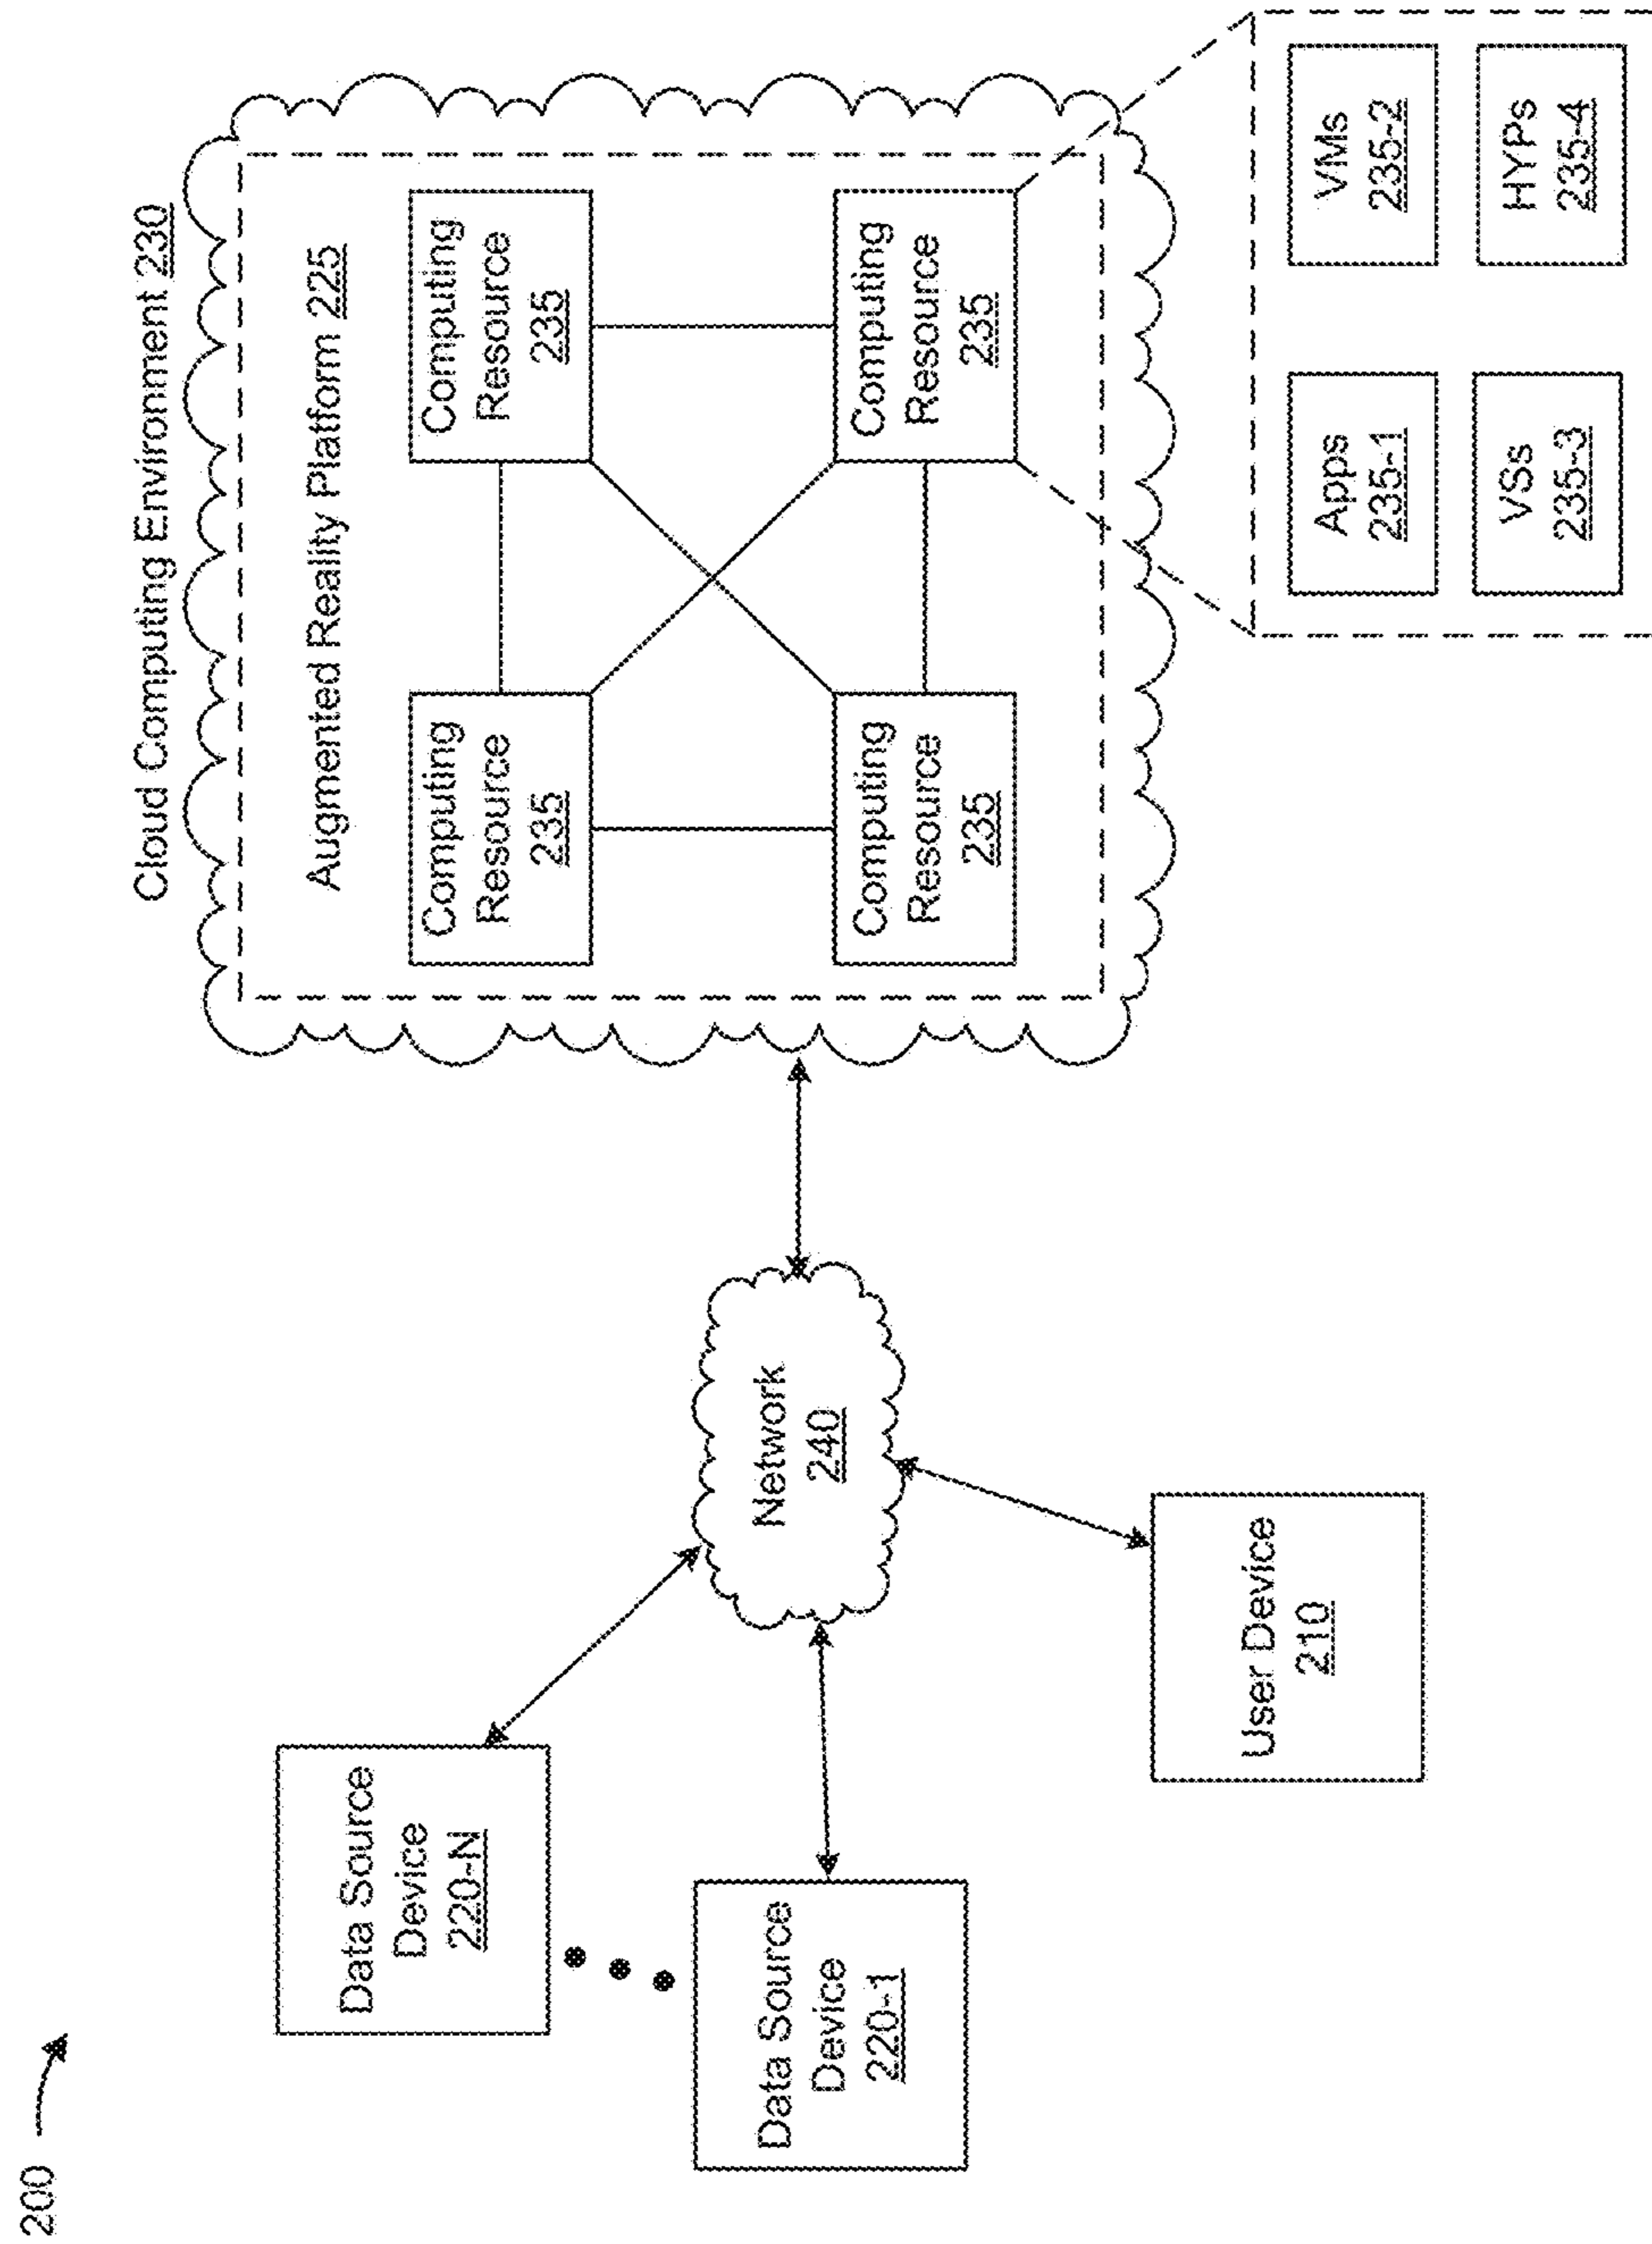 200
Cloud Computing Environment 230
Augmented Reality Platform 225
Computing
Resource
235
Computing
Resource
235
Computing
Resource
235
Computing
Resource
235
Data Source
Device
220-N
Data Source
Device
220-1
Network
240
User Device
210
Apps
235-1
VMs
235-2
VSs
235-3
HYPs
235-4